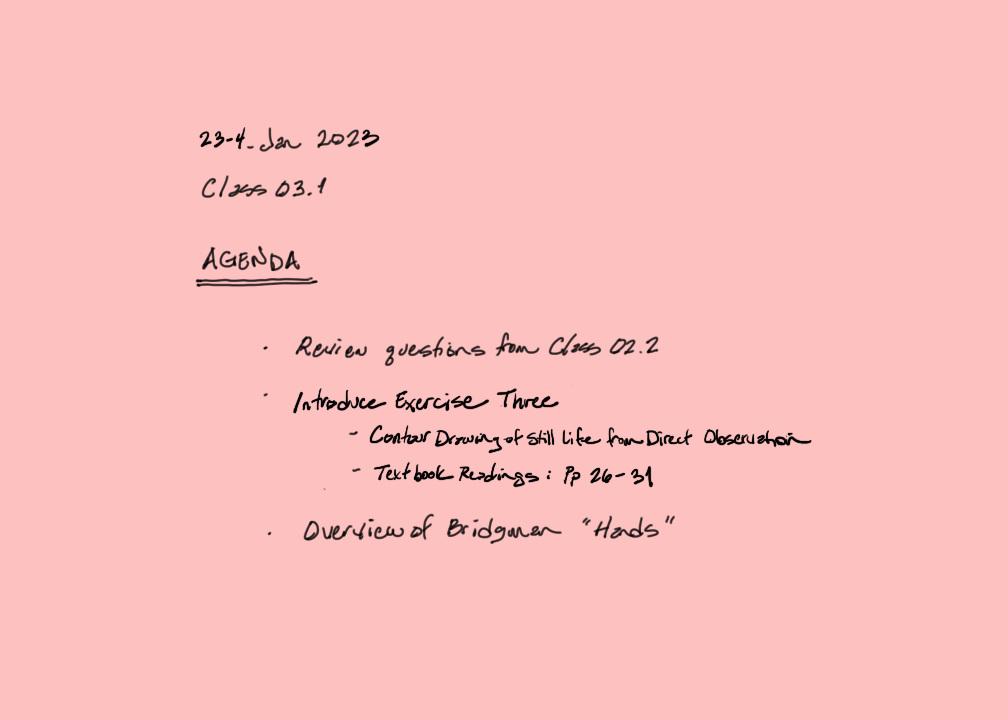 23-4-Jan 2023
Class 03.1
AGENDA
· Review questions from Class 02.2
· Introduce Exercise Three
- Contour Drawing of Still Life from Direct Observation
- Textbook Readings: Pp 26-31
· Overview of Bridgman "Hands"